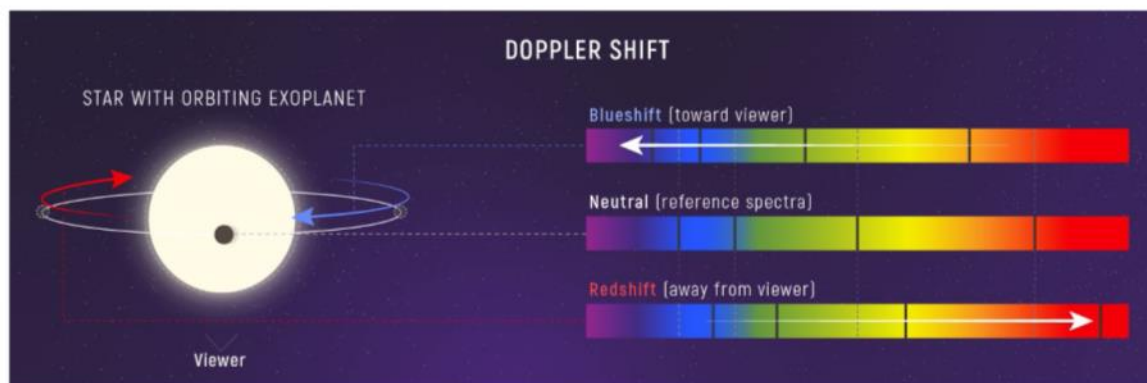 DOPPLER SHIFT
STAR WITH ORBITING EXOPLANET
Blueshift (toward viewer)
Neutral (reference spectra)
Redshift (away from viewer)
Viewer